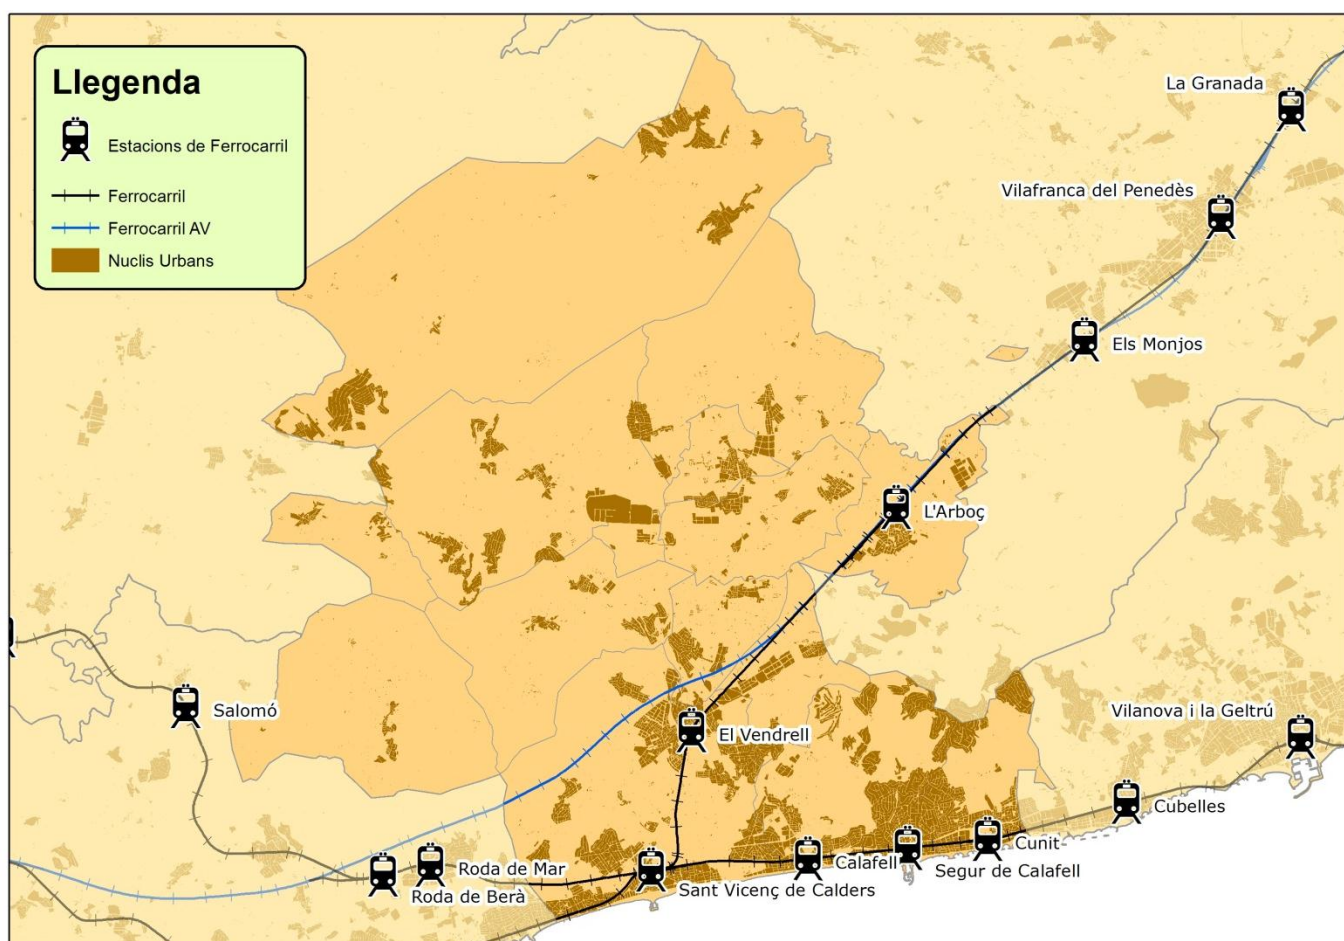 Llegenda
Estacions de Ferrocarril
Ferrocarril
Ferrocarril AV
Nuclis Urbans
La Granada
Vilafranca del Penedès
Els Monjos
L'Arboç
Salomó
El Vendrell
Vilanova i la Geltrú
Cubelles
Cunit
Segur de Calafell
Calafell
Sant Vicenç de Calders
Roda de Mar
Roda de Berà